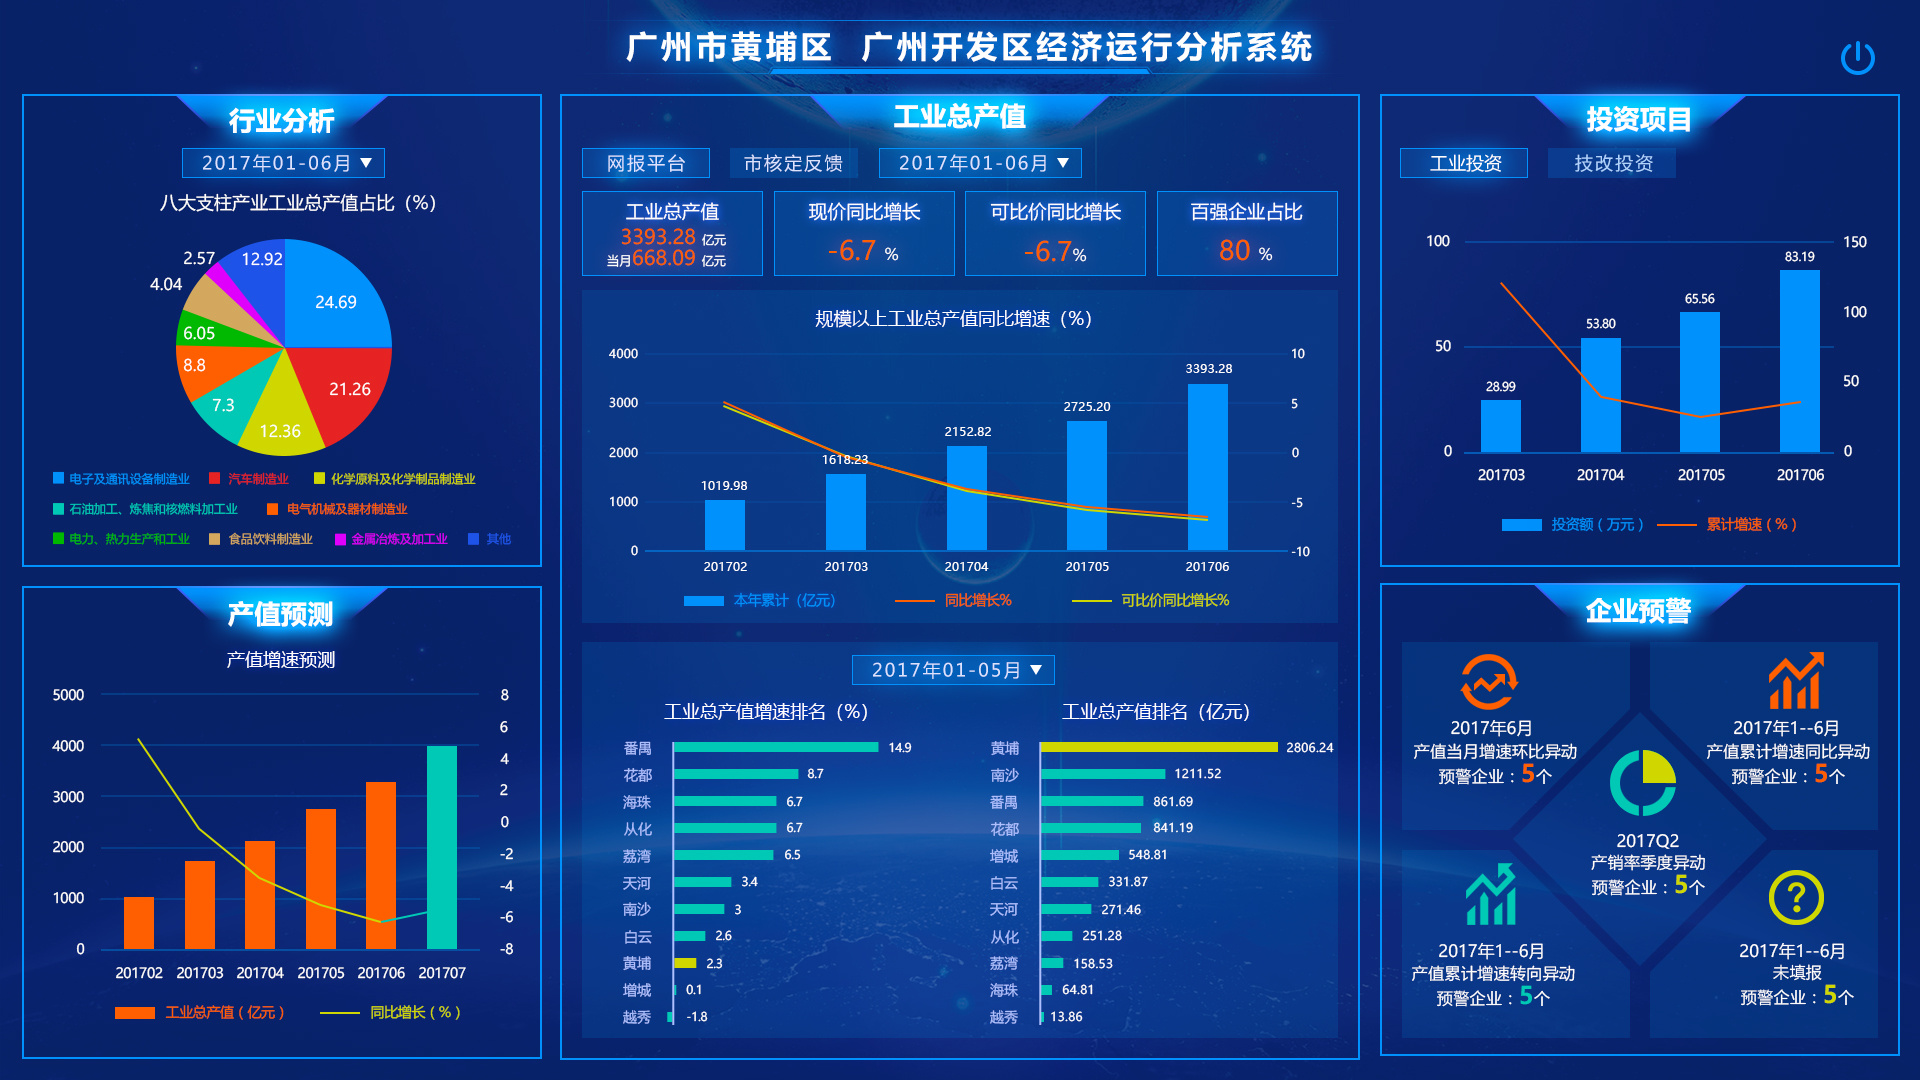 广州市黄埔区 广州开发区经济运行分析系统
行业分析
2017年01-06月
八大支柱产业工业总产值占比（%）
24.69
21.26
12.36
7.3
8.8
6.05
4.04
2.57
12.92
电子及通讯设备制造业 汽车制造业 化学原料及化学制品制造业
石油加工、炼焦和核燃料加工业 电气机械及器材制造业
电力、热力生产和工业 食品饮料制造业 金属冶炼及加工业 其他
产值预测
产值增速预测
5000 8
6
4000 4
3000 2
0
2000 -2
1000 -4
-6
0 -8
201702 201703 201704 201705 201706 201707
工业总产值（亿元） 同比增长（%）
工业总产值
网报平台 市核定反馈 2017年01-06月
工业总产值
3393.28 亿元
当月668.09 亿元
现价同比增长
-6.7 %
可比价同比增长
-6.7%
百强企业占比
80 %
规模以上工业总产值同比增速（%）
4000 10
3000 5
2000 0
1000 -5
0 -10
1019.98 1618.23 2152.82 2725.20 3393.28
201702 201703 201704 201705 201706
本年累计（亿元） 同比增长% 可比价同比增长%
2017年01-05月
工业总产值增速排名（%）
番禺 14.9
花都 8.7
海珠 6.7
从化 6.7
荔湾 6.5
天河 3.4
南沙 3
白云 2.6
黄埔 2.3
增城 0.1
越秀 -1.8
工业总产值排名（亿元）
黄埔 2806.24
南沙 1211.52
番禺 861.69
花都 841.19
增城 548.81
白云 331.87
天河 271.46
从化 251.28
荔湾 158.53
海珠 64.81
越秀 13.86
投资项目
工业投资 技改投资
100 150
100
50 50
0 0
28.99 53.80 65.56 83.19
201703 201704 201705 201706
投资额（万元） 累计增速（%）
企业预警
2017年6月
产值当月增速环比异动
预警企业：5个
2017年1--6月
产值累计增速同比异动
预警企业：5个
2017Q2
产销率季度异动
预警企业：5个
2017年1--6月
产值累计增速转向异动
预警企业：5个
2017年1--6月
未填报
预警企业：5个